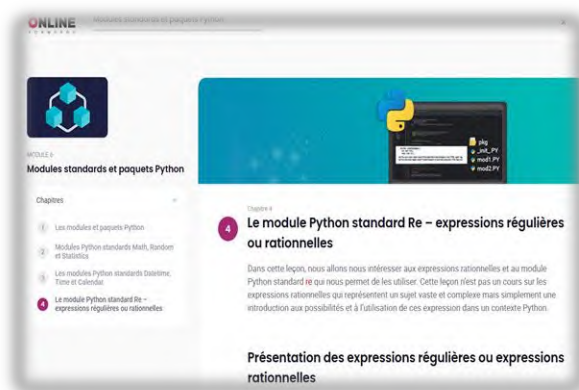 ONLINE
Modules standards et paquets Python
MODULE 6
Modules standards et paquets Python
Chapitres
1 Les modules et paquets Python
2 Modules Python standards Math, Random
et Statistics
3 Les modules Python standards Datetime,
Time et Calendar
4 Le module Python standard Re –
expressions régulières ou rationnelles
pkg
_init_.PY
mod1.PY
mod2.PY
Chapitre 4
4 Le module Python standard Re – expressions régulières
ou rationnelles
Dans cette leçon, nous allons nous intéresser aux expressions rationnelles et au module
Python standard re qui nous permet de les utiliser. Cette leçon n'est pas un cours sur les
expressions rationnelles qui représentent un sujet vaste et complexe mais simplement une
introduction aux possibilités et à l'utilisation de ces expression dans un contexte Python.
Présentation des expressions régulières ou expressions
rationnelles